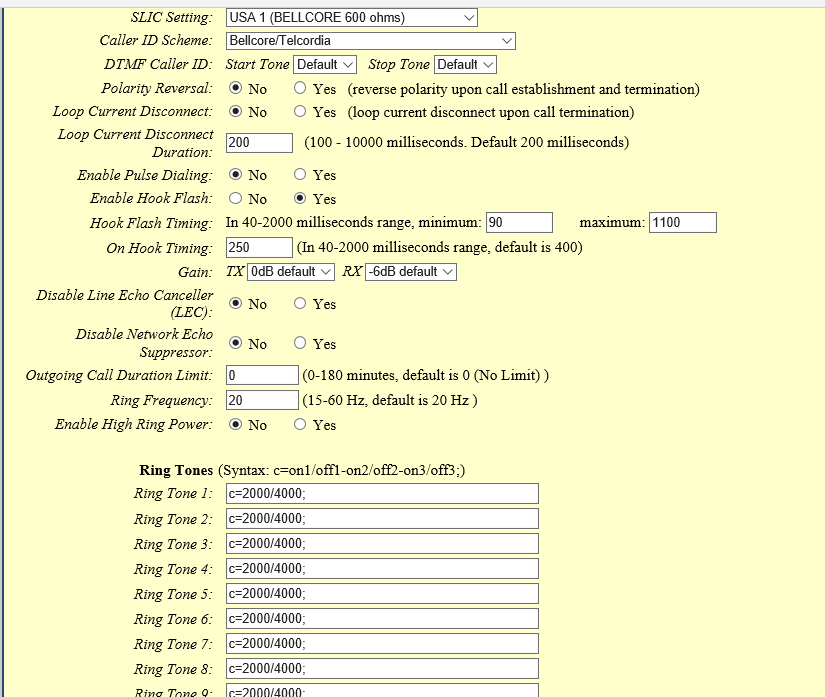 SLIC Setting: USA 1 (BELLCORE 600 ohms)
Caller ID Scheme: Bellcore/Telcordia
DTMF Caller ID: Start Tone Default Stop Tone Default
Polarity Reversal: No Yes (reverse polarity upon call establishment and termination)
Loop Current Disconnect: No Yes (loop current disconnect upon call termination)
Loop Current Disconnect
Duration: 200 (100 - 10000 milliseconds. Default 200 milliseconds)
Enable Pulse Dialing: No Yes
Enable Hook Flash: No Yes
Hook Flash Timing: In 40-2000 milliseconds range, minimum: 90 maximum: 1100
On Hook Timing: 250 (In 40-2000 milliseconds range, default is 400)
Gain: TX 0dB default RX -6dB default
Disable Line Echo Canceller
(LEC): No Yes
Disable Network Echo
Suppressor: No Yes
Outgoing Call Duration Limit: 0 (0-180 minutes, default is 0 (No Limit) )
Ring Frequency: 20 (15-60 Hz, default is 20 Hz )
Enable High Ring Power: No Yes
Ring Tones (Syntax: c=on1/off1-on2/off2-on3/off3;)
Ring Tone 1: c=2000/4000;
Ring Tone 2: c=2000/4000;
Ring Tone 3: c=2000/4000;
Ring Tone 4: c=2000/4000;
Ring Tone 5: c=2000/4000;
Ring Tone 6: c=2000/4000;
Ring Tone 7: c=2000/4000;
Ring Tone 8: c=2000/4000;
Ring Tone 9: c=2000/4000;